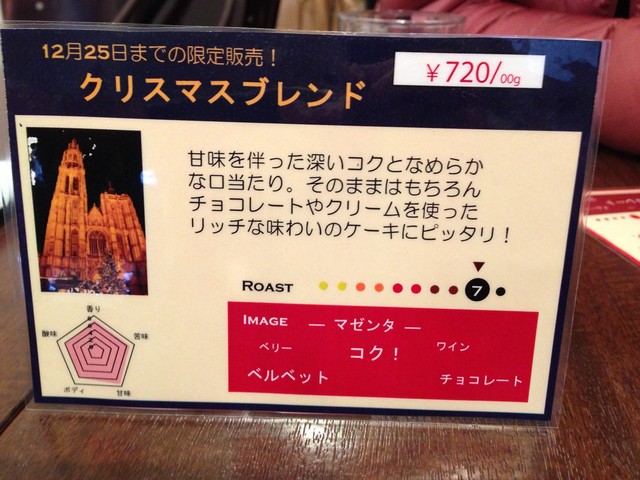 12月25日までの限定販売！
クリスマスブレンド
￥720/00g
甘味を伴った深いコクとなめらか
な口当たり。そのままはもちろん
チョコレートやクリームを使った
リッチな味わいのケーキにピッタリ！
ROAST
7
IMAGE — マゼンタ —
ベリー コク！ ワイン
ベルベット チョコレート
香り
酸味 苦味
ボディ 甘味